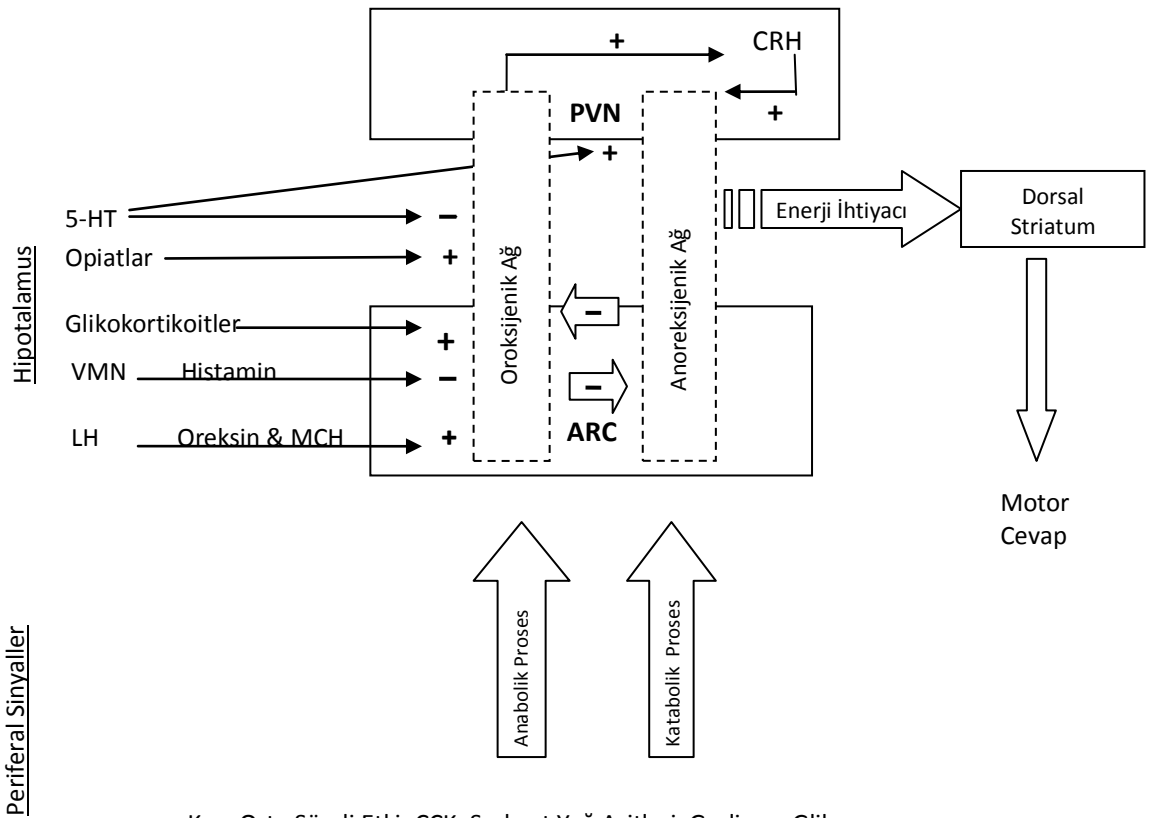 CRH
+
PVN
+
+
5-HT
−
Enerji İhtiyacı
Dorsal
Striatum
Opiatlar
+
Oroksijenik Ağ
Anoreksijenik Ağ
Hipotalamus
Glikokortikoitler
+
−
VMN Histamin
−
−
LH Oreksin & MCH
+
ARC
Motor
Cevap
Periferal Sinyaller
Anabolik Proses
Katabolik Proses